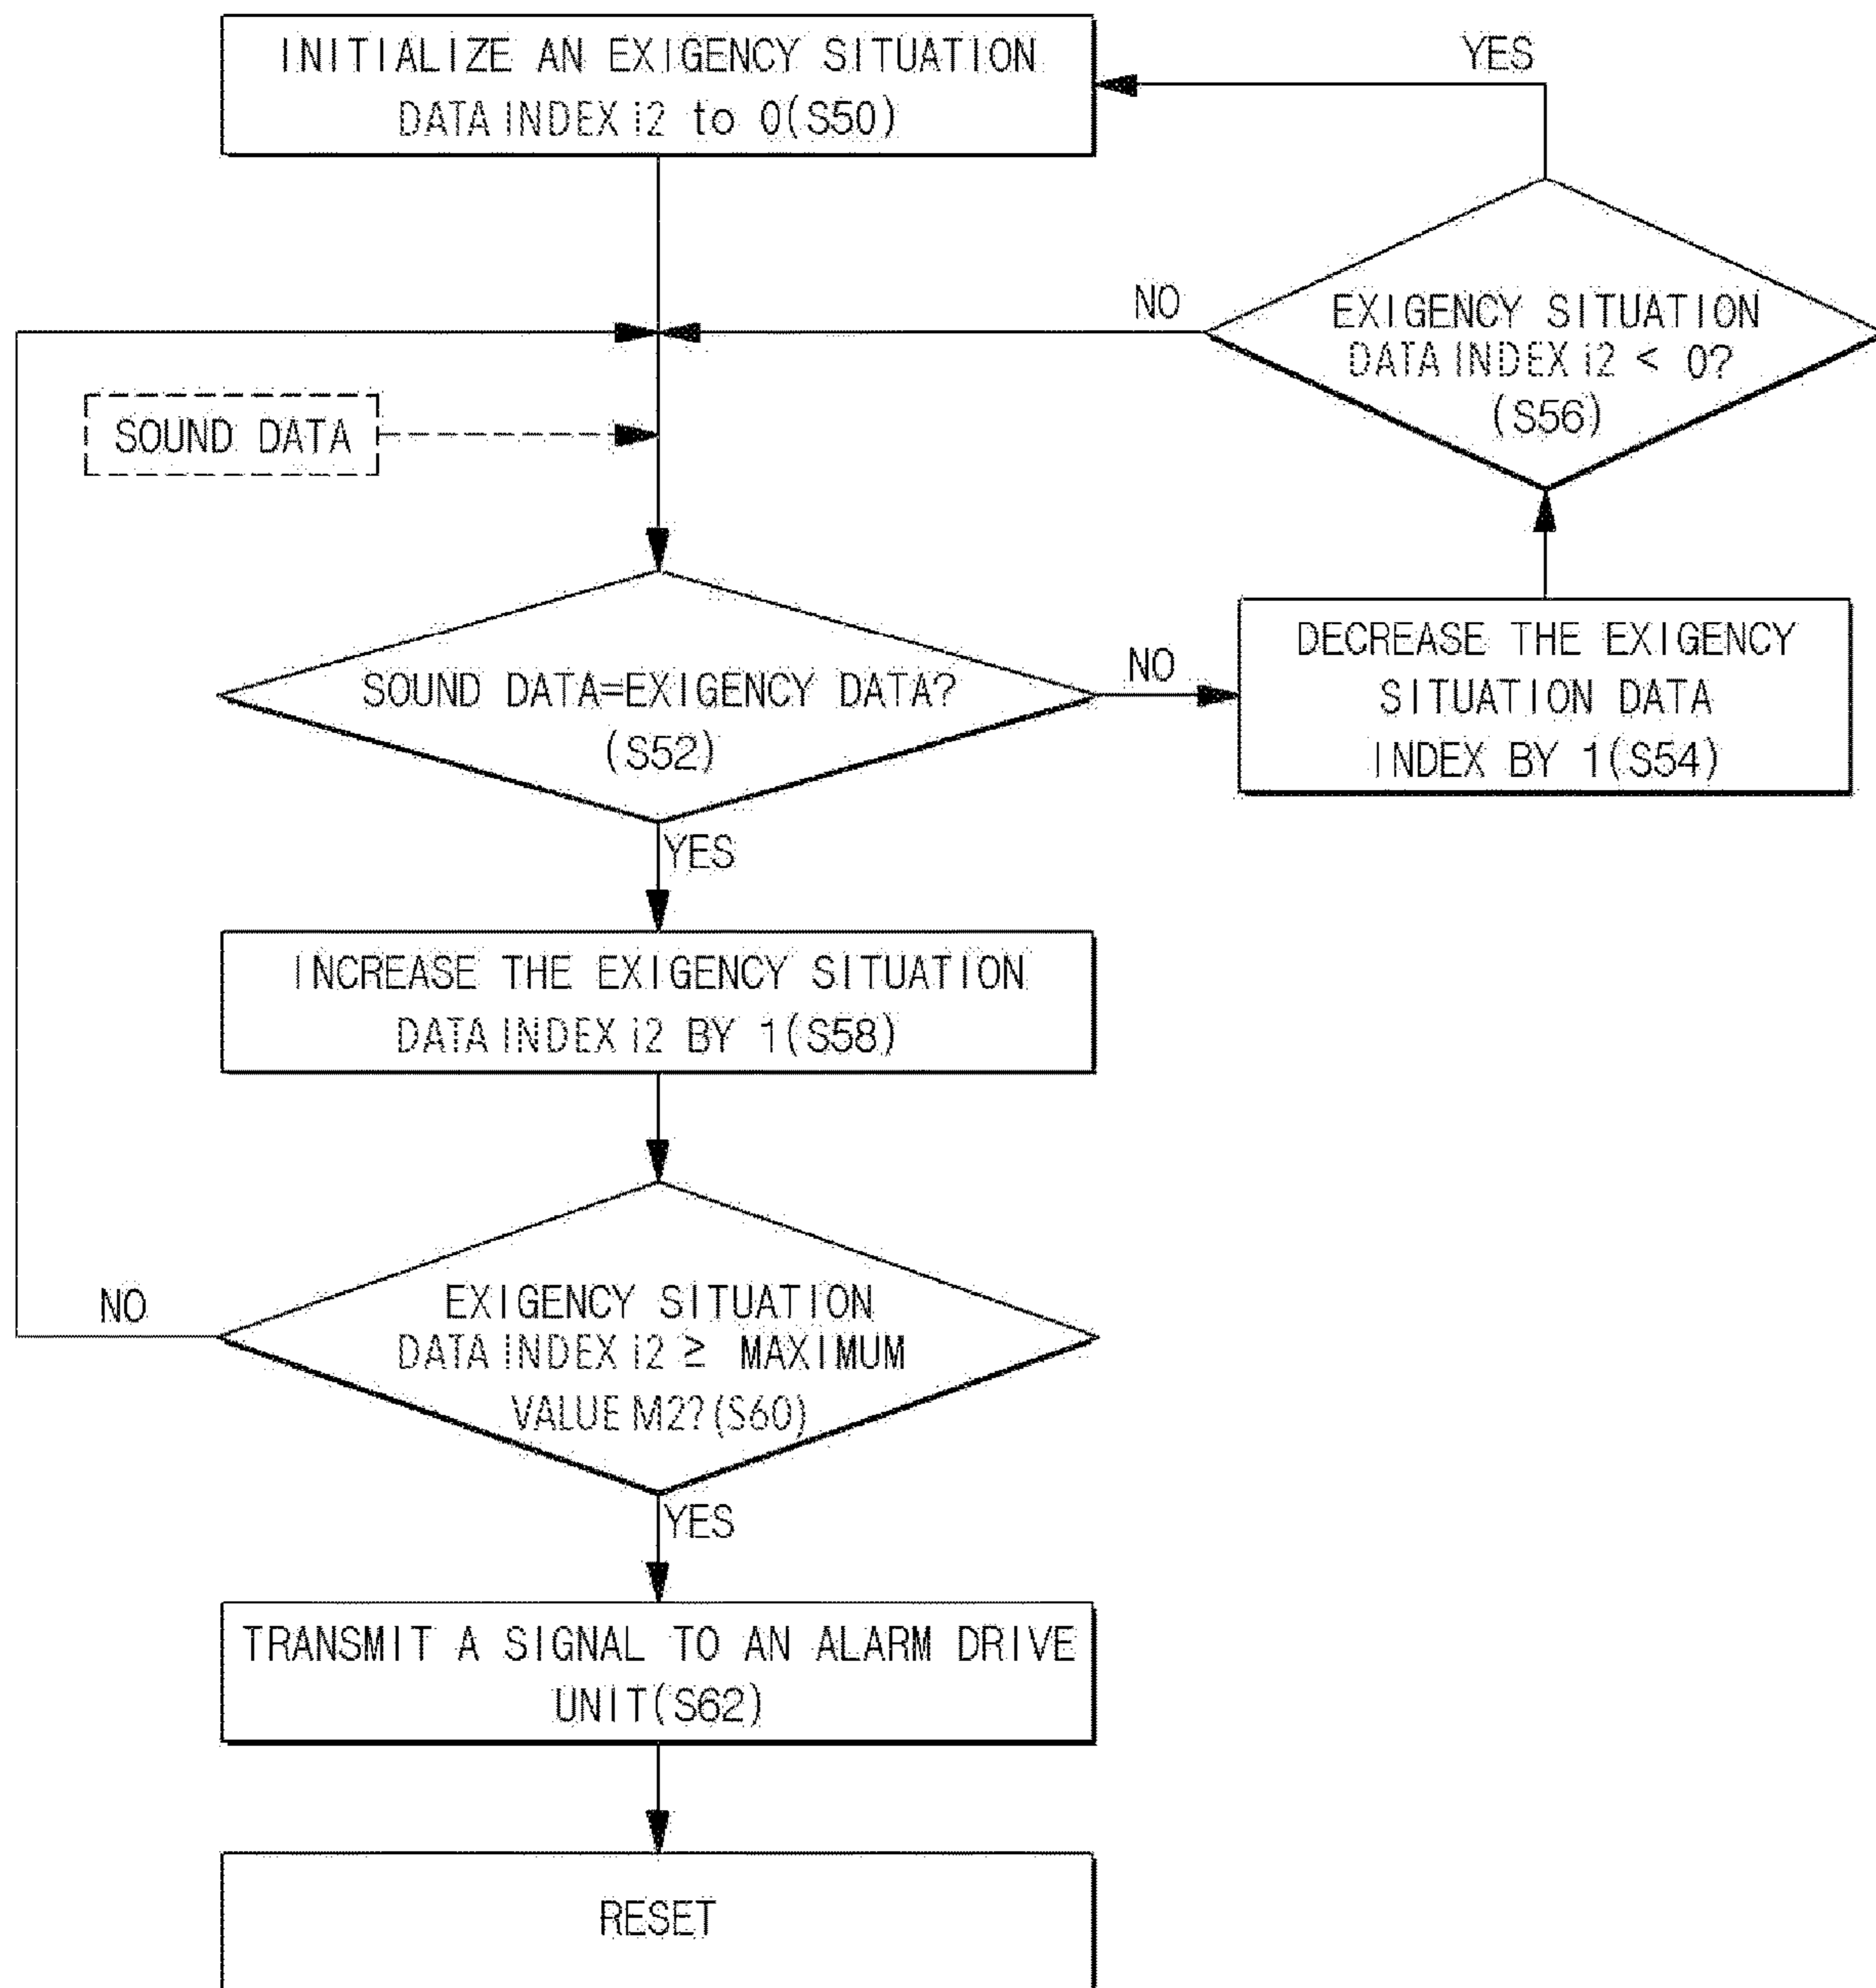 INITIALIZE AN EXIGENCY SITUATION
DATA INDEX i2 to 0(S50)
YES
NO
EXIGENCY SITUATION
DATA INDEX i2 < 0?
(S56)
SOUND DATA
SOUND DATA=EXIGENCY DATA?
(S52)
NO
DECREASE THE EXIGENCY
SITUATION DATA
INDEX BY 1(S54)
YES
INCREASE THE EXIGENCY SITUATION
DATA INDEX i2 BY 1(S58)
NO
EXIGENCY SITUATION
DATA INDEX i2 ≥ MAXIMUM
VALUE M2?(S60)
YES
TRANSMIT A SIGNAL TO AN ALARM DRIVE
UNIT(S62)
RESET